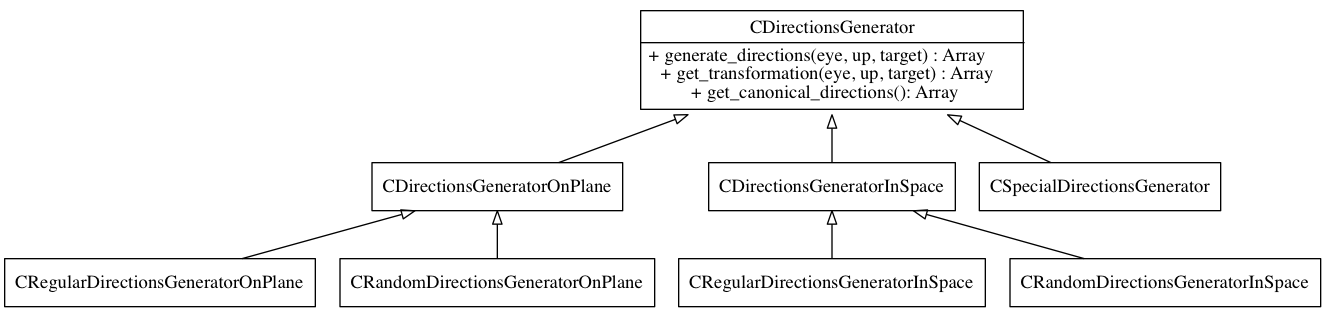 CDirectionsGenerator
+ generate_directions(eye, up, target) : Array
+ get_transformation(eye, up, target) : Array
+ get_canonical_directions(): Array
CDirectionsGeneratorOnPlane
CDirectionsGeneratorInSpace
CSpecialDirectionsGenerator
CRegularDirectionsGeneratorOnPlane
CRandomDirectionsGeneratorOnPlane
CRegularDirectionsGeneratorInSpace
CRandomDirectionsGeneratorInSpace